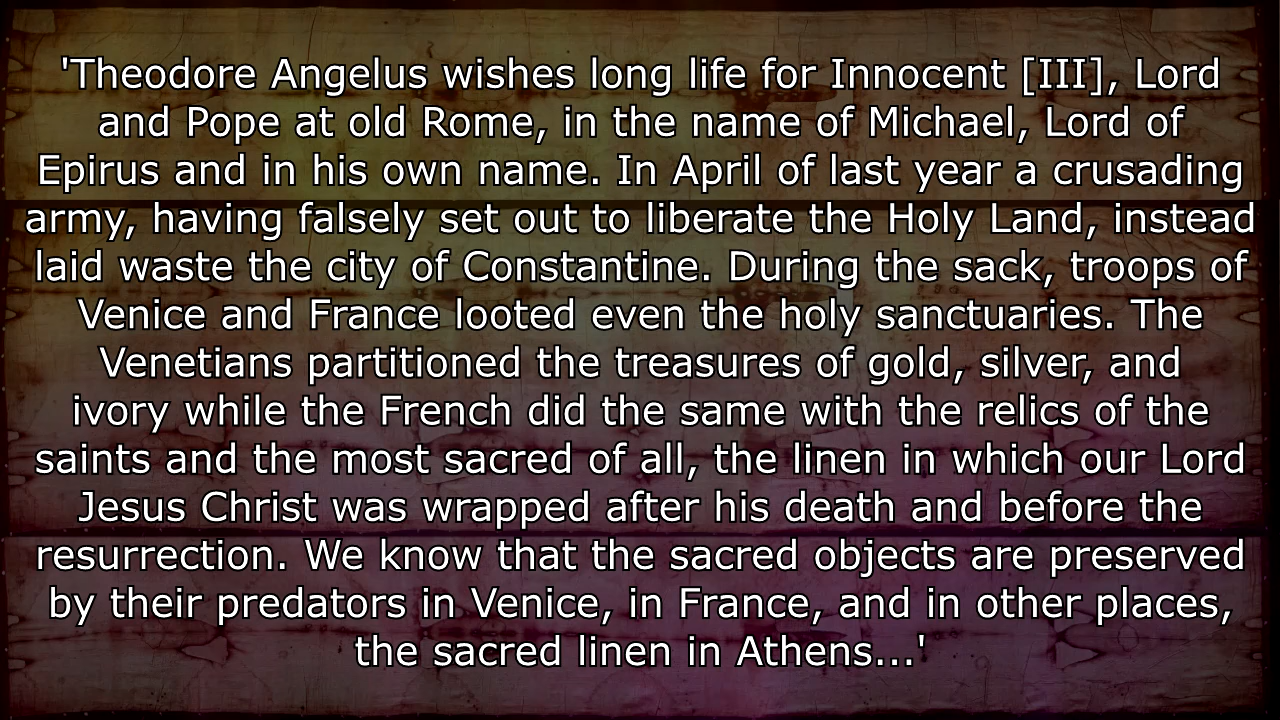 'Theodore Angelus wishes long life for Innocent [III], Lord
and Pope at old Rome, in the name of Michael, Lord of
Epirus and in his own name. In April of last year a crusading
army, having falsely set out to liberate the Holy Land, instead
laid waste the city of Constantine. During the sack, troops of
Venice and France looted even the holy sanctuaries. The
Venetians partitioned the treasures of gold, silver, and
ivory while the French did the same with the relics of the
saints and the most sacred of all, the linen in which our Lord
Jesus Christ was wrapped after his death and before the
resurrection. We know that the sacred objects are preserved
by their predators in Venice, in France, and in other places,
the sacred linen in Athens...'